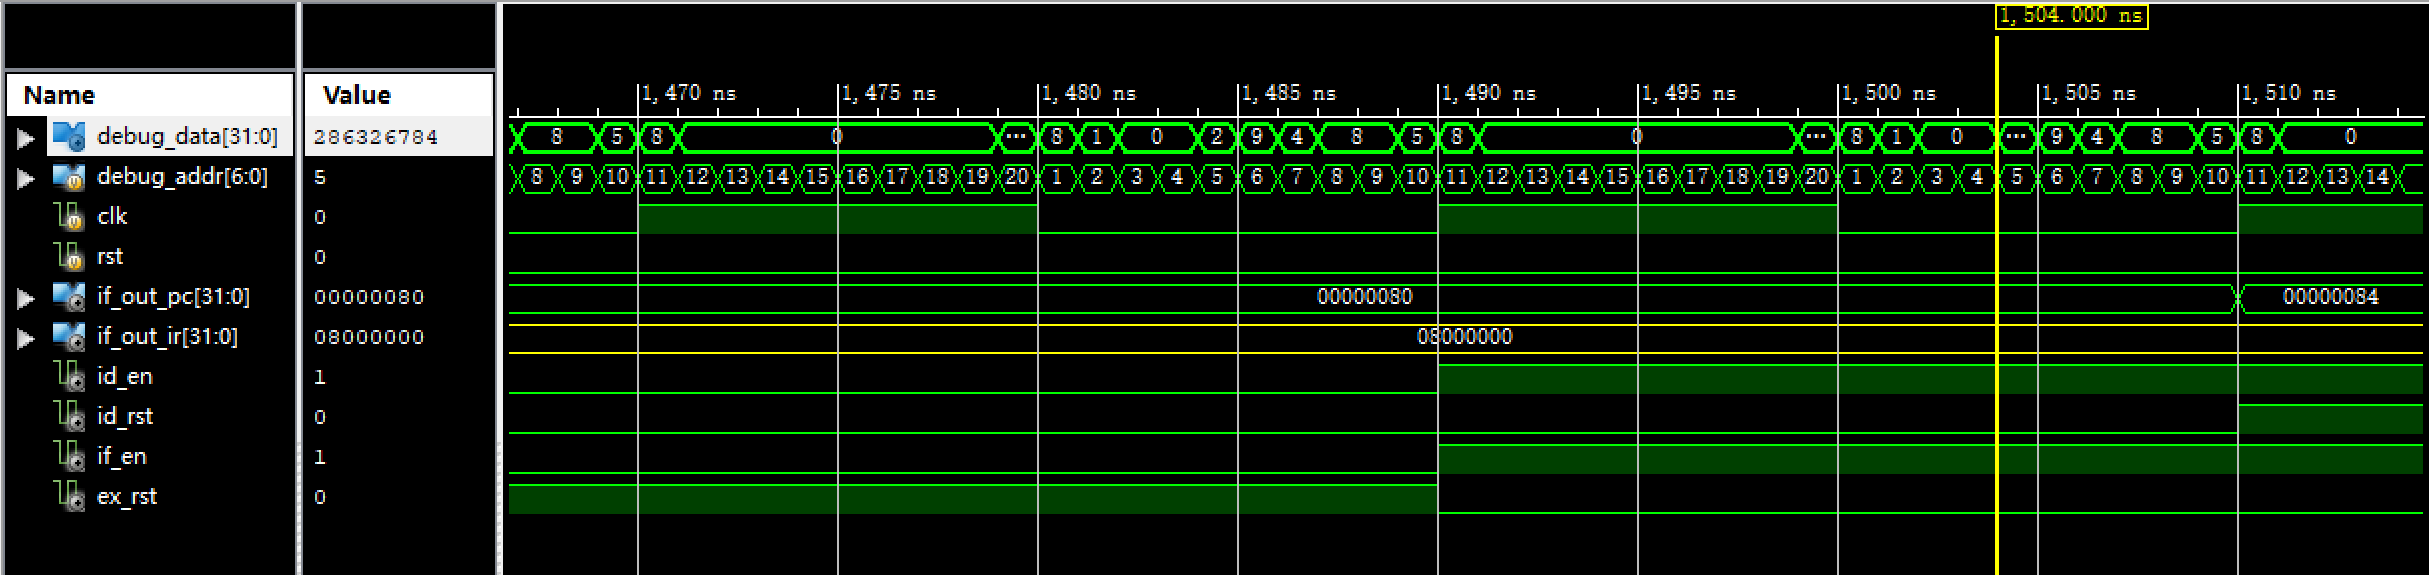 1,504.000 ns
Name Value
1,470 ns 1,475 ns 1,480 ns 1,485 ns 1,490 ns 1,495 ns 1,500 ns 1,505 ns 1,510 ns
debug_data[31:0] 286326784 8 5 8 0 ... 8 1 0 2 9 4 8 5 8 0 ... 8 1 0 ... 9 4 8 5 8 0
debug_addr[6:0] 5 8 9 10 11 12 13 14 15 16 17 18 19 20 1 2 3 4 5 6 7 8 9 10 11 12 13 14 15 16 17 18 19 20 1 2 3 4 5 6 7 8 9 10 11 12 13 14
clk 0
rst 0
if_out_pc[31:0] 00000080 00000080 00000084
if_out_ir[31:0] 08000000 08000000
id_en 1
id_rst 0
if_en 1
ex_rst 0